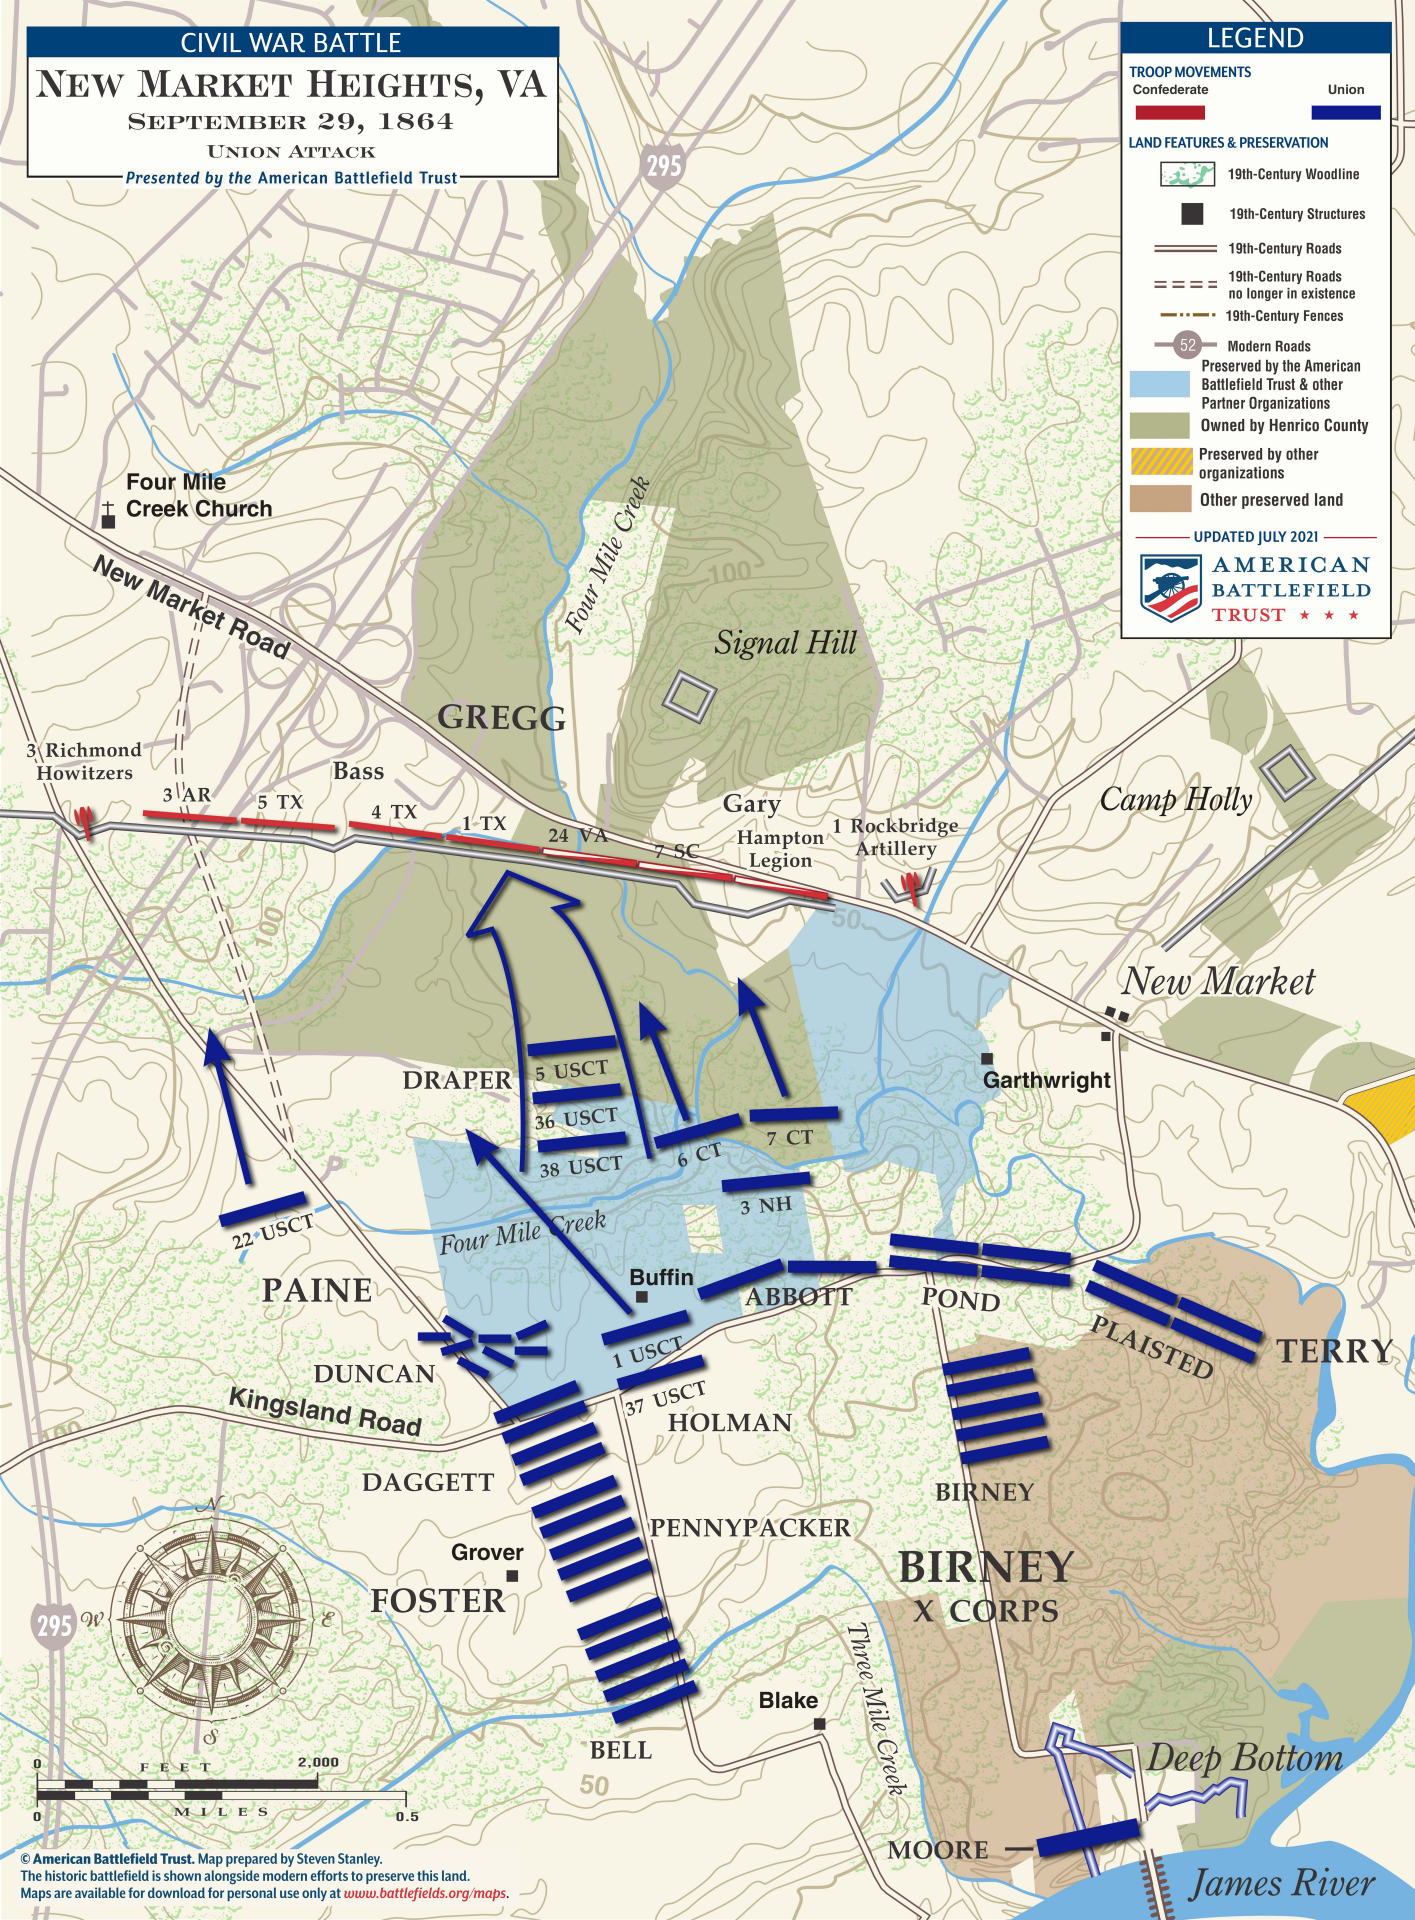 CIVIL WAR BATTLE
New Market Heights, VA
September 29, 1864
Union Attack
Presented by the American Battlefield Trust
LEGEND
TROOP MOVEMENTS
Confederate
Union
LAND FEATURES & PRESERVATION
19th-Century Woodline
19th-Century Structures
19th-Century Roads
19th-Century Roads
no longer in existence
19th-Century Fences
52
Modern Roads
Preserved by the American
Battlefield Trust & other
Partner Organizations
Owned by Henrico County
Preserved by other
organizations
Other preserved land
UPDATED JULY 2021
AMERICAN
BATTLEFIELD
TRUST
295
Four Mile
Creek Church
New Market Road
Four Mile Creek
100
Signal Hill
GREGG
3 Richmond
Howitzers
Bass
3 AR
5 TX
4 TX
1 TX
24 VA
7 SC
Gary
Hampton
Legion
1 Rockbridge
Artillery
Camp Holly
50
100
New Market
Garthwright
DRAPER
5 USCT
36 USCT
38 USCT
6 CT
7 CT
3 NH
P
22 USCT
Four Mile Creek
PAINE
Buffin
ABBOTT
POND
PLAISTED
TERRY
1 USCT
DUNCAN
37 USCT
HOLMAN
Kingsland Road
100
DAGGETT
BIRNEY
PENNYPACKER
Grover
FOSTER
BIRNEY
X CORPS
N
W
E
S
295
Three Mile Creek
Blake
BELL
50
Deep Bottom
MOORE
James River
0
FEET
2,000
0
MILES
0.5
© American Battlefield Trust. Map prepared by Steven Stanley.
The historic battlefield is shown alongside modern efforts to preserve this land.
Maps are available for download for personal use only at www.battlefields.org/maps.